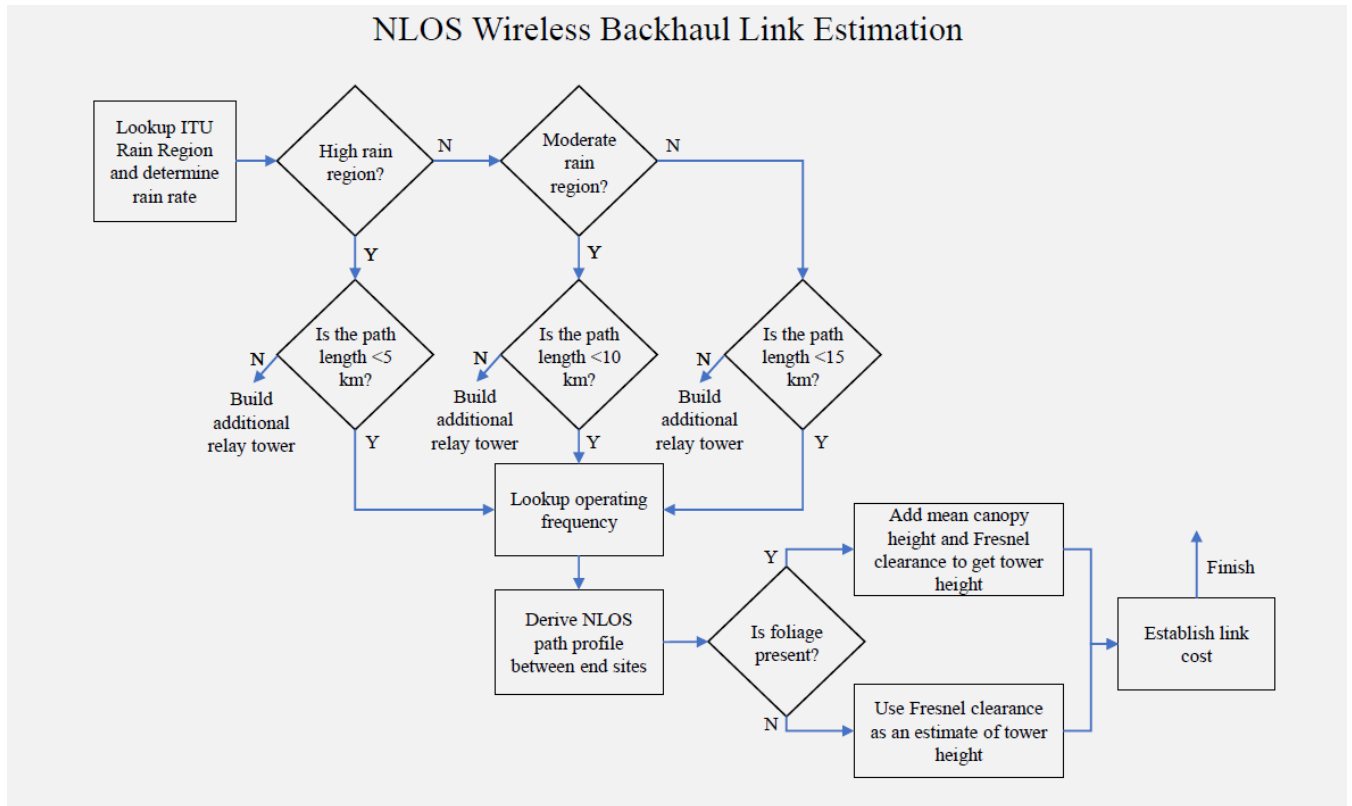 NLOS Wireless Backhaul Link Estimation
Lookup ITU
Rain Region
and determine
rain rate
High rain
region?
N
Moderate
rain
region?
N
Y
Y
Is the path
length <5
km?
N
Build
additional
relay tower
Y
Is the path
length <10
km?
N
Build
additional
relay tower
Y
Is the path
length <15
km?
N
Build
additional
relay tower
Y
Lookup operating
frequency
Derive NLOS
path profile
between end sites
Is foliage
present?
Y
Add mean canopy
height and Fresnel
clearance to get tower
height
N
Use Fresnel clearance
as an estimate of tower
height
Establish link
cost
Finish